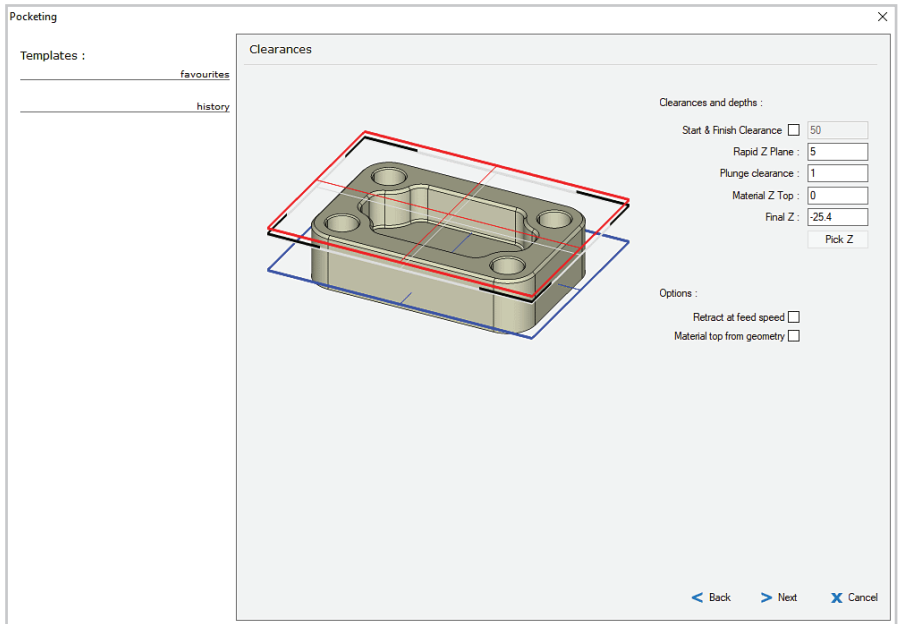 Pocketing
Templates :
favourites
history
Clearances
Clearances and depths :
Start & Finish Clearance 50
Rapid Z Plane : 5
Plunge clearance : 1
Material Z Top : 0
Final Z : -25.4
Pick Z
Options :
Retract at feed speed
Material top from geometry
< Back > Next X Cancel